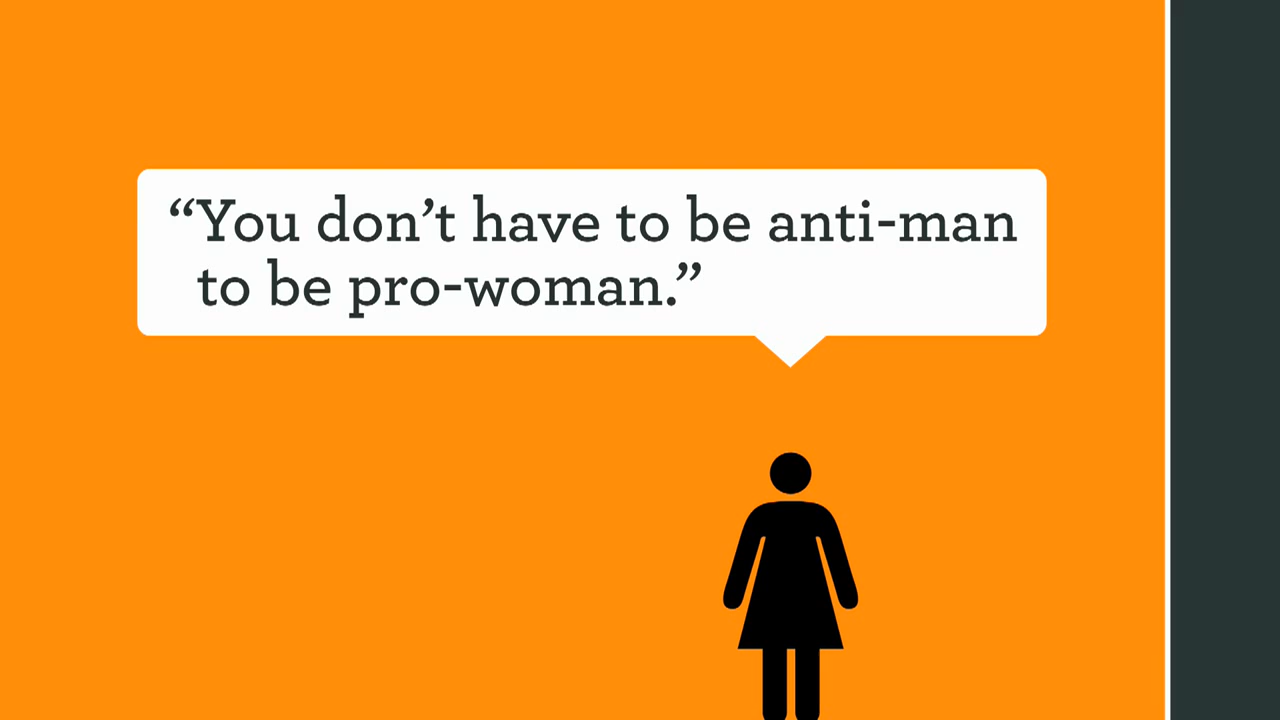 “You don’t have to be anti-man
to be pro-woman.”